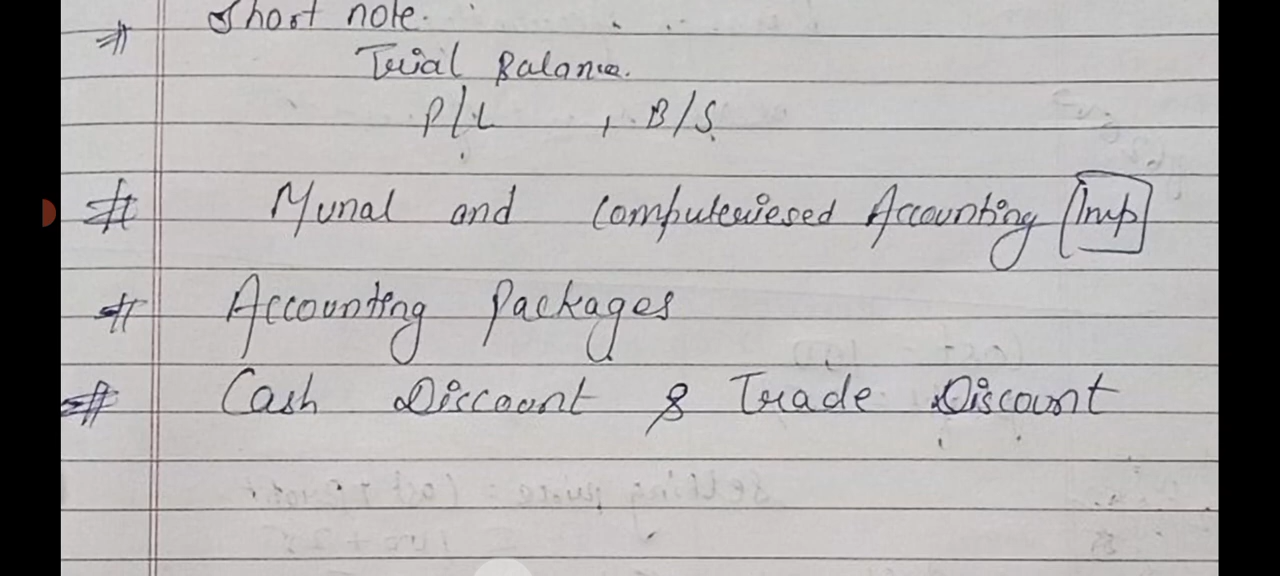 # Short note.
Trial Balance.
P/L , B/S.
# Munal and Computeriesed Accounting [Imp]
# Accounting Packages
# Cash Discount & Trade Discount